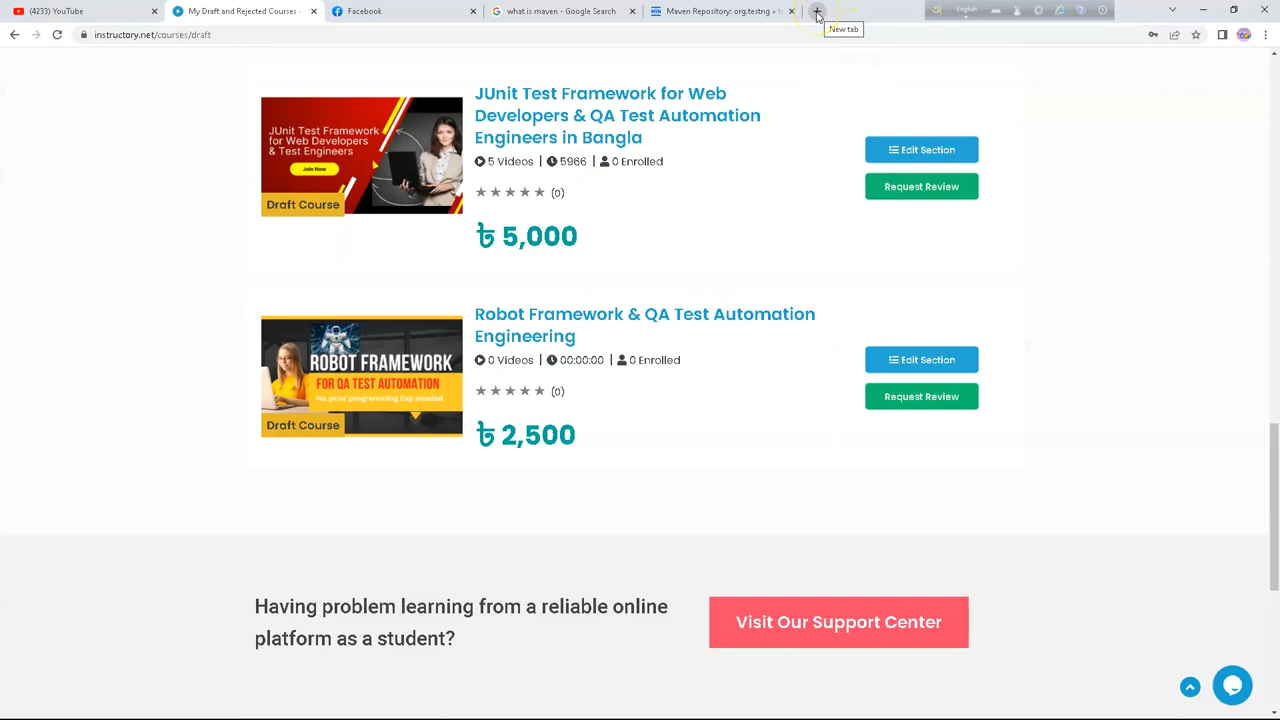 (4233) YouTube
My Draft and Rejected Courses -
Facebook
what is maven - Google Search
Maven Repository: org.testng » t
English
New tab
instructory.net/courses/draft
JUnit Test Framework for Web
Developers & QA Test Automation
Engineers in Bangla
5 Videos | 5966 | 0 Enrolled
(0)
৳ 5,000
Edit Section
Request Review
JUnit Test Framework
for Web Developers
& Test Engineers
Join Now
Draft Course
Robot Framework & QA Test Automation
Engineering
0 Videos | 00:00:00 | 0 Enrolled
(0)
৳ 2,500
Edit Section
Request Review
ROBOT FRAMEWORK
FOR QA TEST AUTOMATION
No prior programming Exp needed
Draft Course
Having problem learning from a reliable online
platform as a student?
Visit Our Support Center